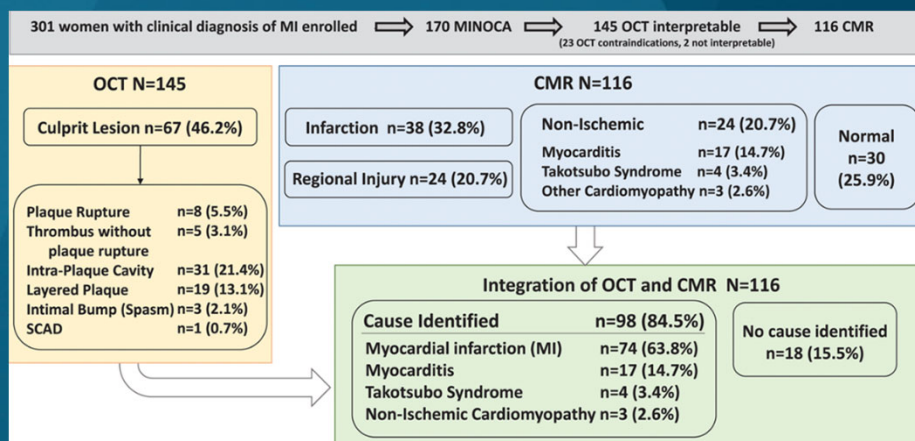 301 women with clinical diagnosis of MI enrolled 170 MINOCA 145 OCT interpretable 116 CMR
(23 OCT contraindications, 2 not interpretable)
OCT N=145
Culprit Lesion n=67 (46.2%)
Plaque Rupture n=8 (5.5%)
Thrombus without n=5 (3.1%)
plaque rupture
Intra-Plaque Cavity n=31 (21.4%)
Layered Plaque n=19 (13.1%)
Intimal Bump (Spasm) n=3 (2.1%)
SCAD n=1 (0.7%)
CMR N=116
Infarction n=38 (32.8%)
Regional Injury n=24 (20.7%)
Non-Ischemic n=24 (20.7%)
Myocarditis n=17 (14.7%)
Takotsubo Syndrome n=4 (3.4%)
Other Cardiomyopathy n=3 (2.6%)
Normal
n=30
(25.9%)
Integration of OCT and CMR N=116
Cause Identified n=98 (84.5%)
Myocardial infarction (MI) n=74 (63.8%)
Myocarditis n=17 (14.7%)
Takotsubo Syndrome n=4 (3.4%)
Non-Ischemic Cardiomyopathy n=3 (2.6%)
No cause identified
n=18 (15.5%)